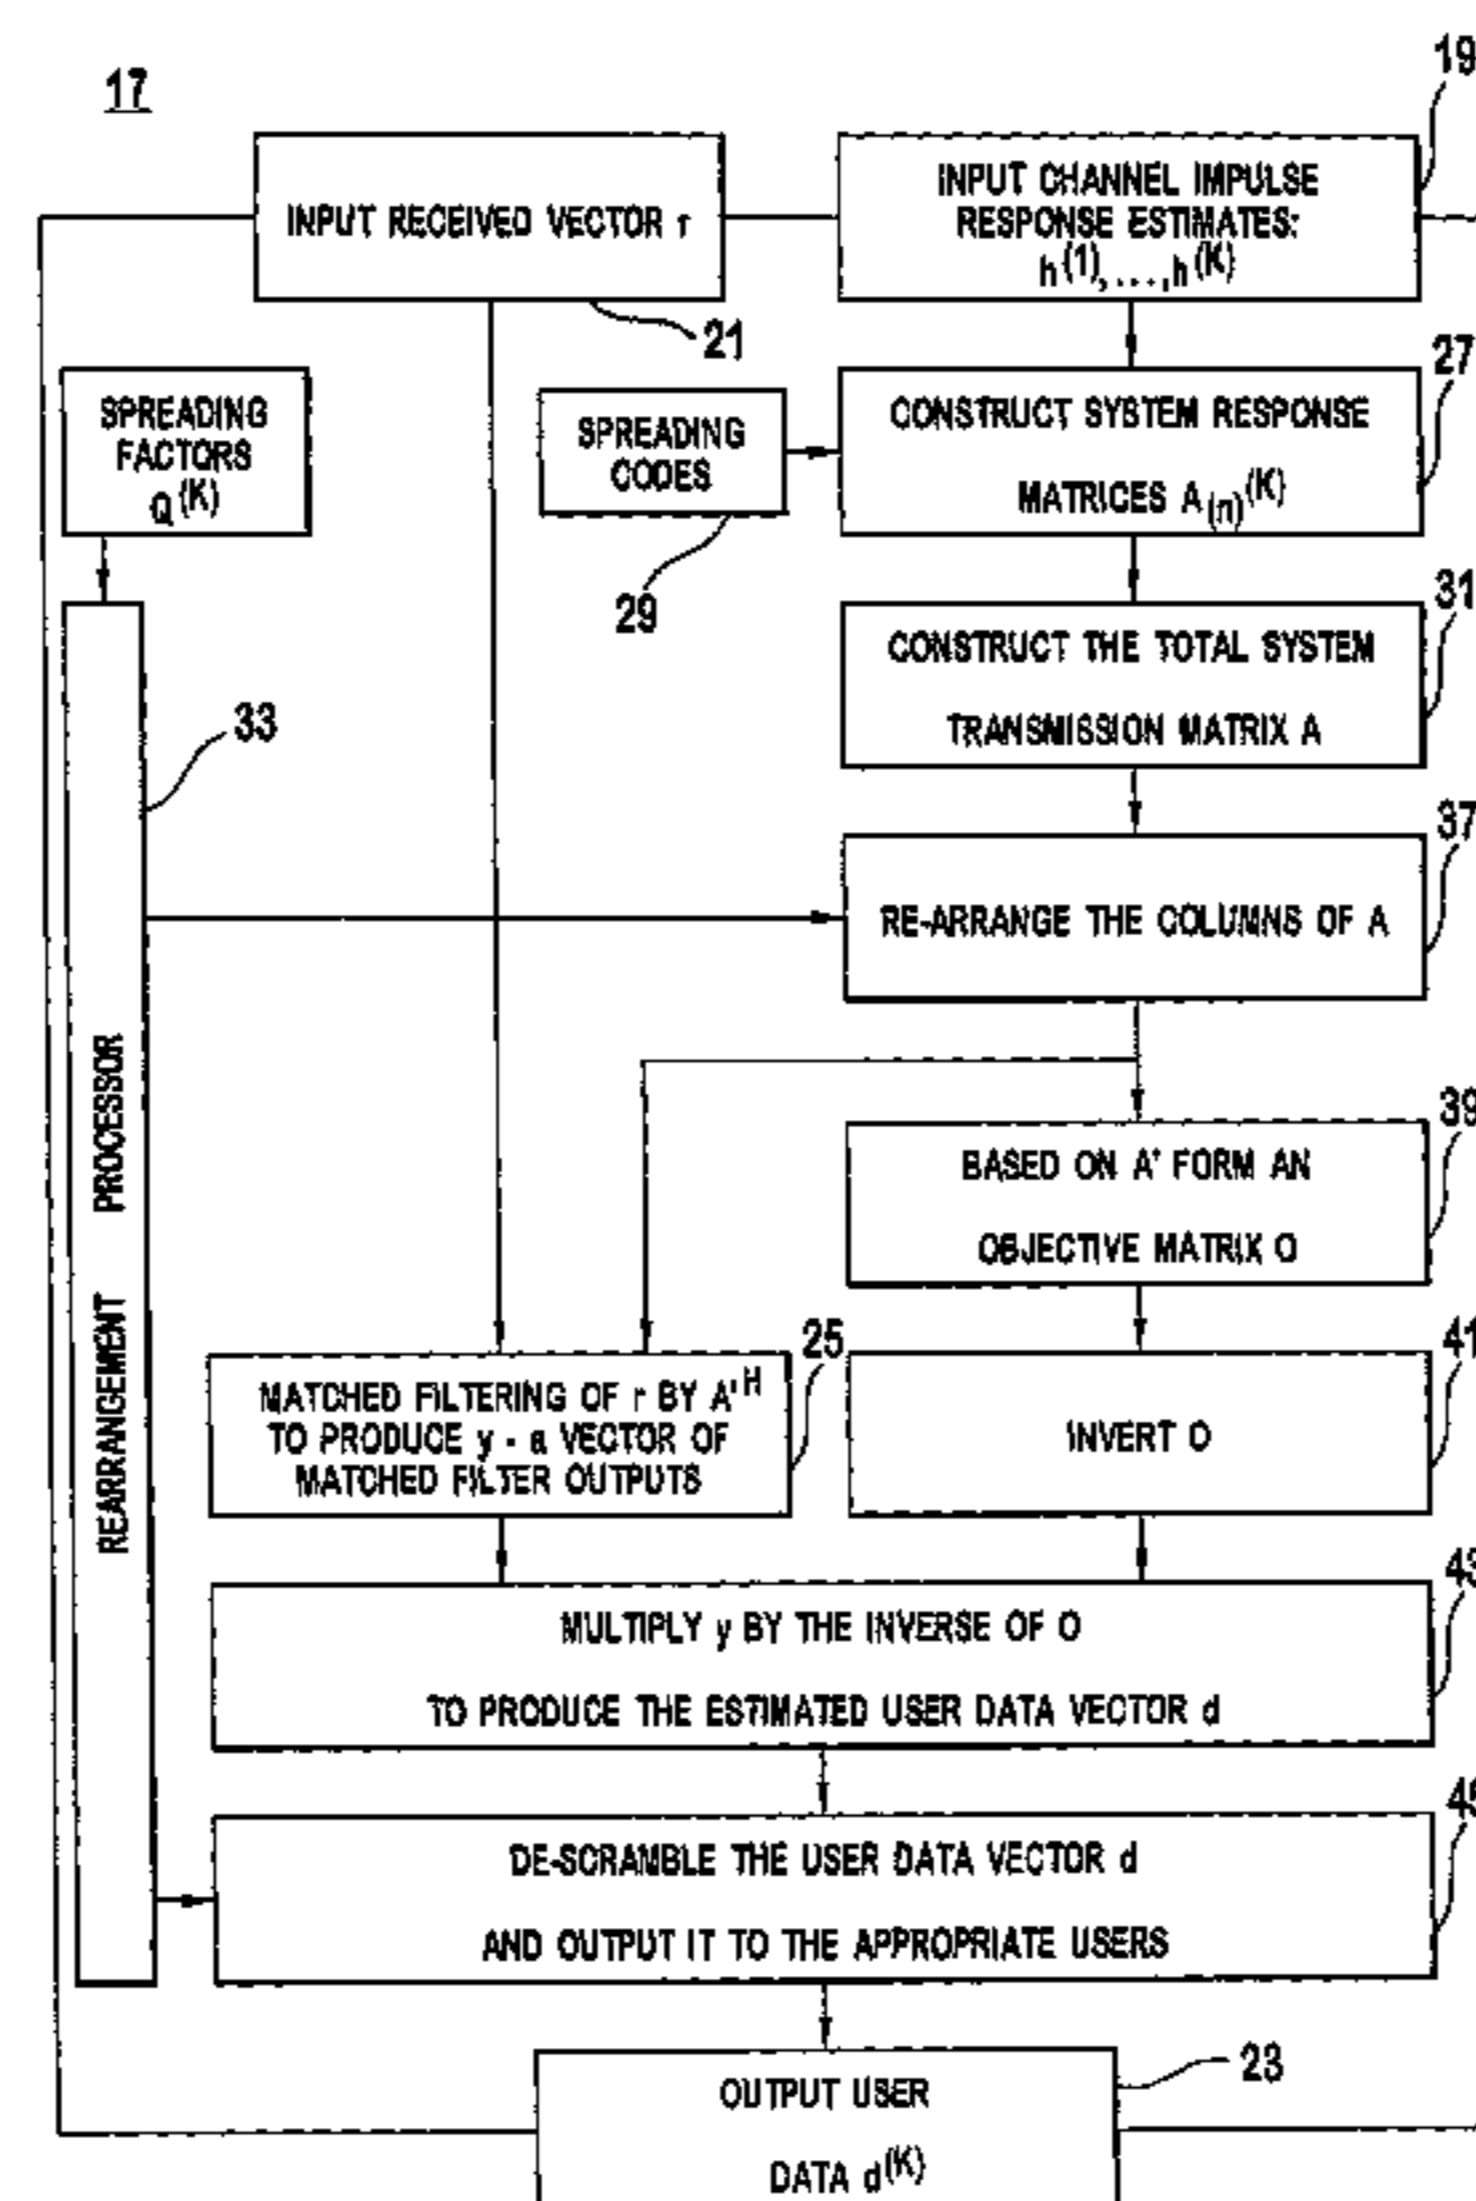 17
19
INPUT RECEIVED VECTOR r
INPUT CHANNEL IMPULSE
RESPONSE ESTIMATES:
h(1),...,h(K)
21
27
SPREADING
FACTORS
Q(K)
SPREADING
CODES
CONSTRUCT SYSTEM RESPONSE
MATRICES A(n)(K)
29
31
CONSTRUCT THE TOTAL SYSTEM
TRANSMISSION MATRIX A
33
37
RE-ARRANGE THE COLUMNS OF A
REARRANGEMENT PROCESSOR
39
BASED ON A' FORM AN
OBJECTIVE MATRIX O
25
41
MATCHED FILTERING OF r BY A'H
TO PRODUCE y - a VECTOR OF
MATCHED FILTER OUTPUTS
INVERT O
43
MULTIPLY y BY THE INVERSE OF O
TO PRODUCE THE ESTIMATED USER DATA VECTOR d
DE-SCRAMBLE THE USER DATA VECTOR d
AND OUTPUT IT TO THE APPROPRIATE USERS
23
OUTPUT USER
DATA d(K)